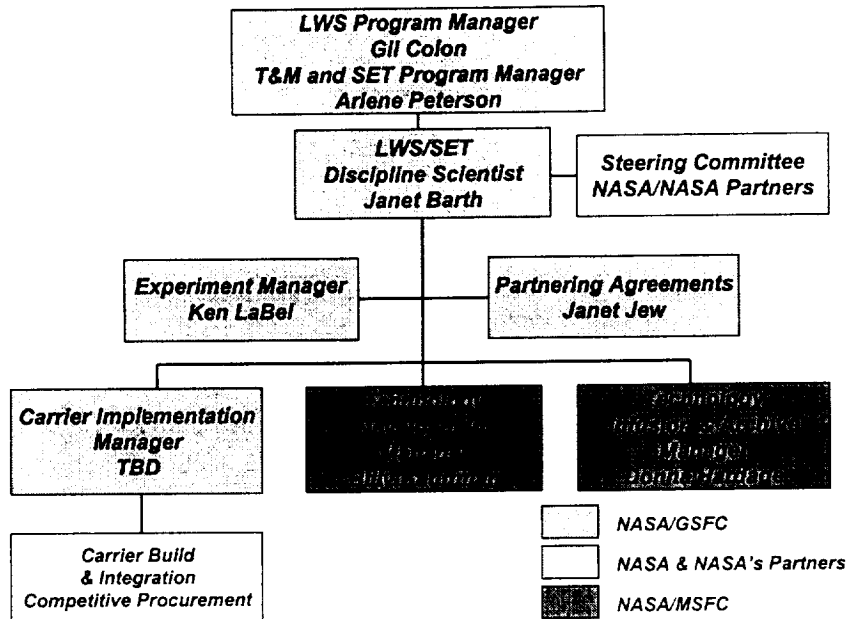 LWS Program Manager
Gil Colon
T&M and SET Program Manager
Arlene Peterson
LWS/SET
Discipline Scientist
Janet Barth
Steering Committee
NASA/NASA Partners
Experiment Manager
Ken LaBel
Partnering Agreements
Janet Jew
Carrier Implementation
Manager
TBD
Technology
Manager
Carrier Build
& Integration
Competitive Procurement
NASA/GSFC
NASA & NASA's Partners
NASA/MSFC